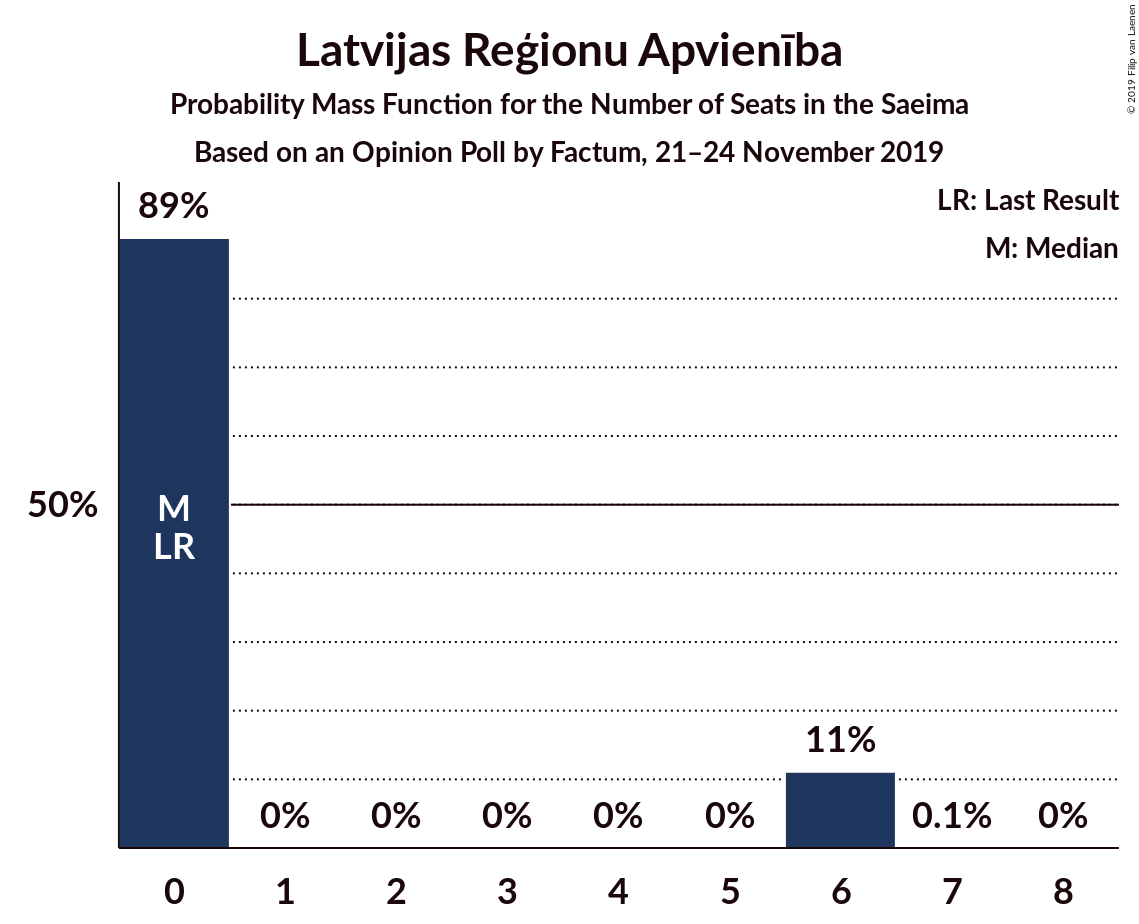 Latvijas Reģionu Apvienība
Probability Mass Function for the Number of Seats in the Saeima
Based on an Opinion Poll by Factum, 21–24 November 2019
© 2019 Filip van Laenen
LR: Last Result
M: Median
89%
50%
M
LR
11%
0%
0%
0%
0%
0%
0.1%
0%
0 1 2 3 4 5 6 7 8